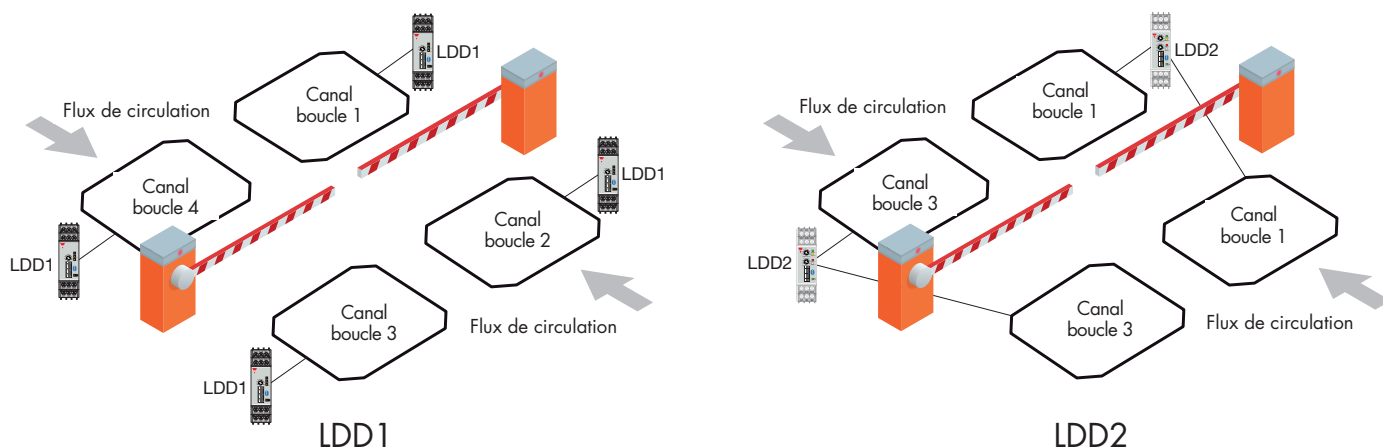 LDD1
Canal
boucle 1
Flux de circulation
LDD1
Canal
boucle 4
Canal
boucle 2
LDD1
Canal
boucle 3
Flux de circulation
LDD1
LDD1
LDD2
Canal
boucle 1
Flux de circulation
Canal
boucle 3
Canal
boucle 1
LDD2
Canal
boucle 3
Flux de circulation
LDD2